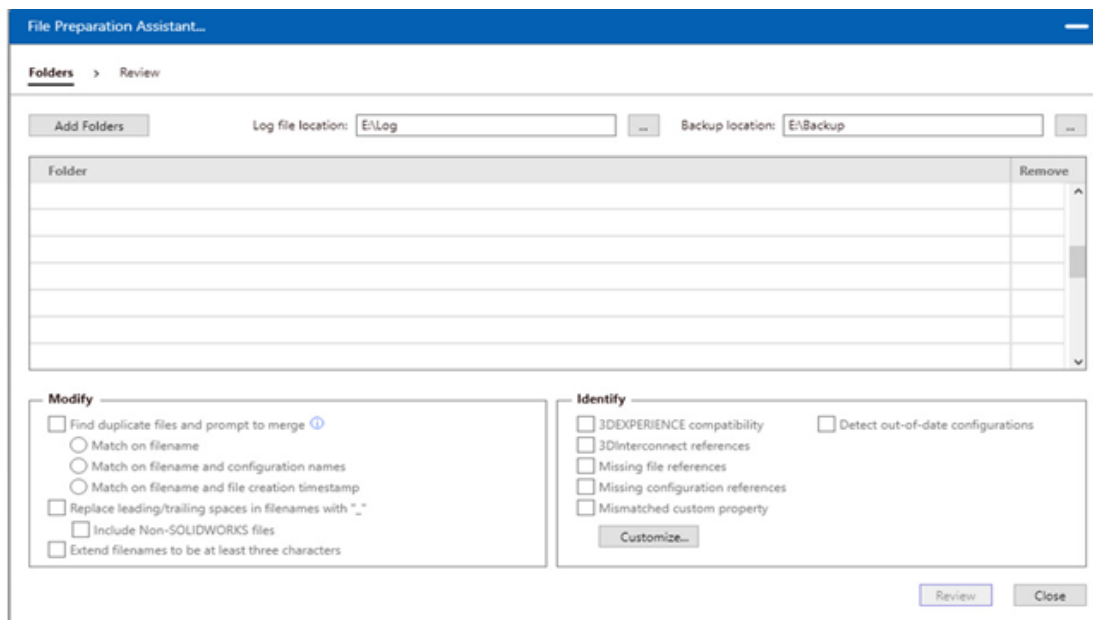 File Preparation Assistant...
Folders > Review
Add Folders Log file location: E:\Log ... Backup location: E:\Backup ...
Folder Remove
Modify
Find duplicate files and prompt to merge
Match on filename
Match on filename and configuration names
Match on filename and file creation timestamp
Replace leading/trailing spaces in filenames with "_"
Include Non-SOLIDWORKS files
Extend filenames to be at least three characters
Identify
3DEXPERIENCE compatibility Detect out-of-date configurations
3DInterconnect references
Missing file references
Missing configuration references
Mismatched custom property
Customize...
Review Close